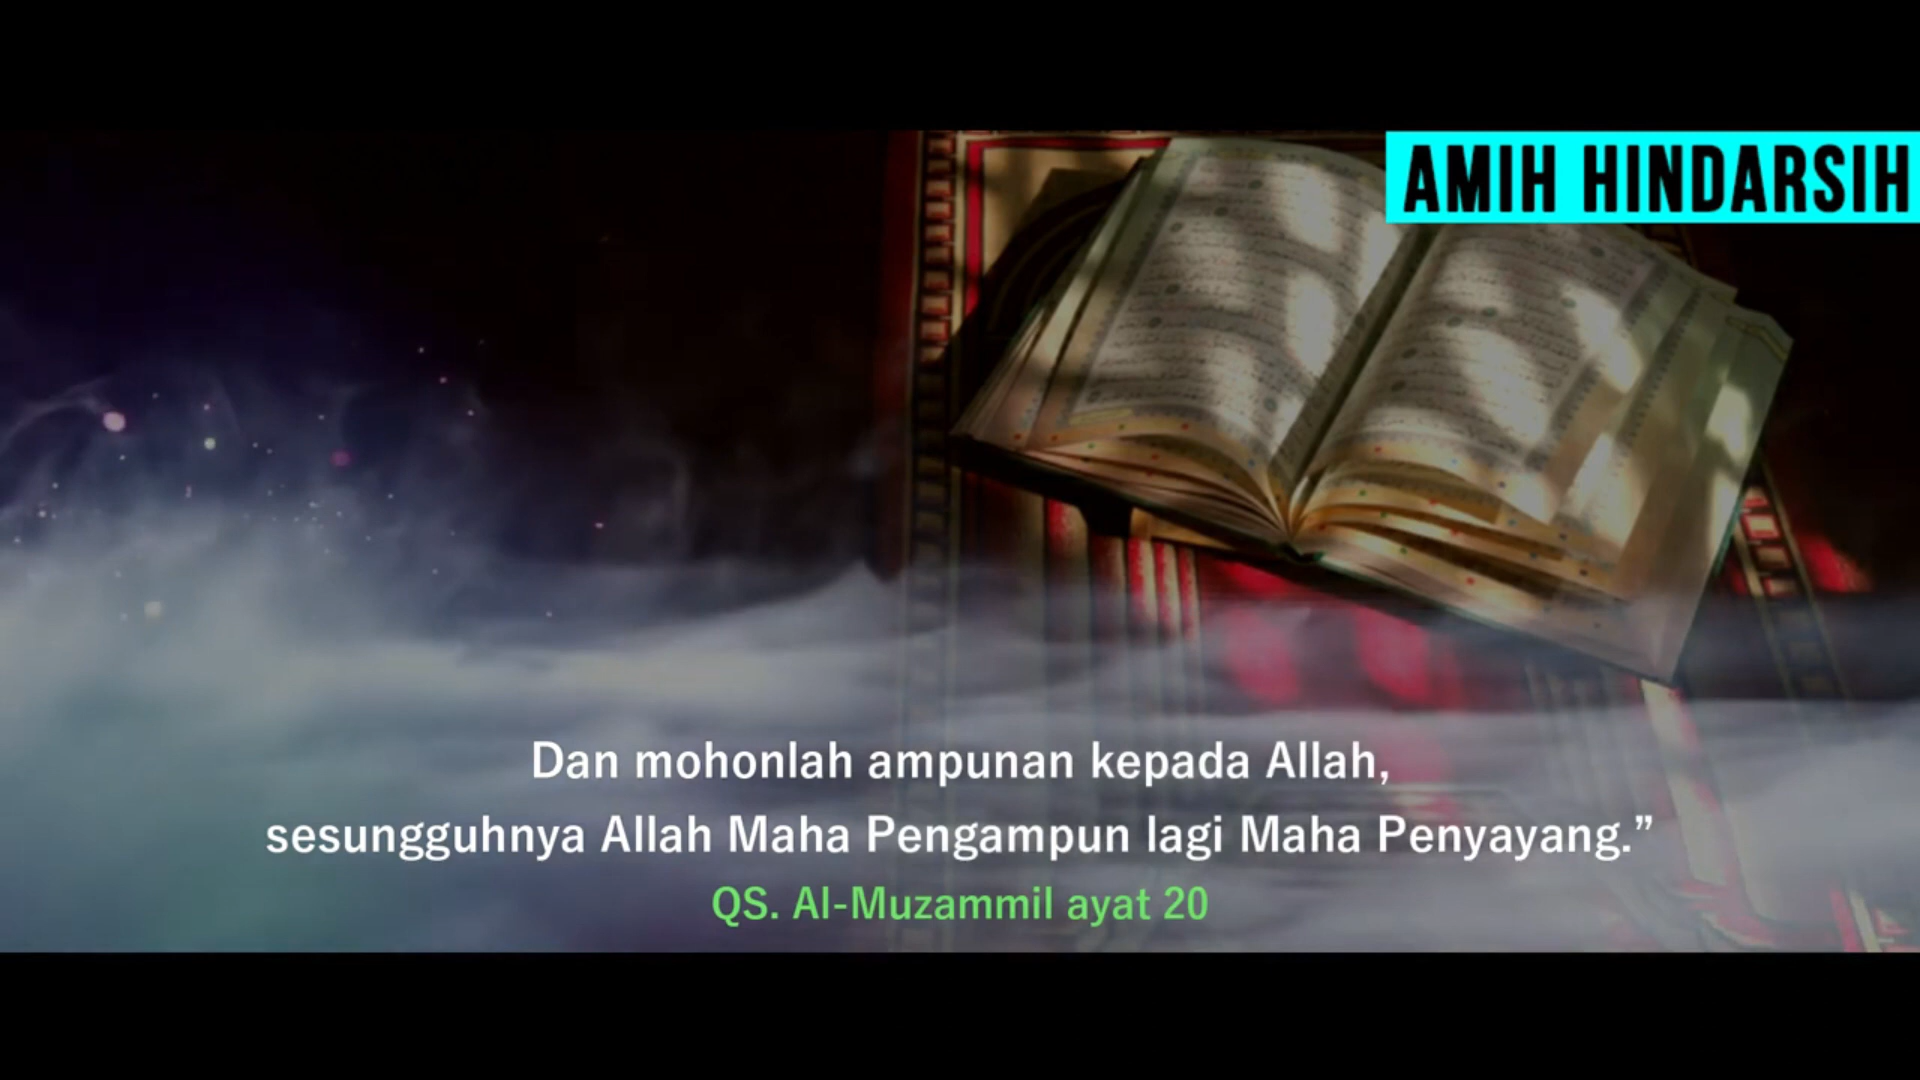 AMIH HINDARSIH
Dan mohonlah ampunan kepada Allah,
sesungguhnya Allah Maha Pengampun lagi Maha Penyayang.”
QS. Al-Muzammil ayat 20